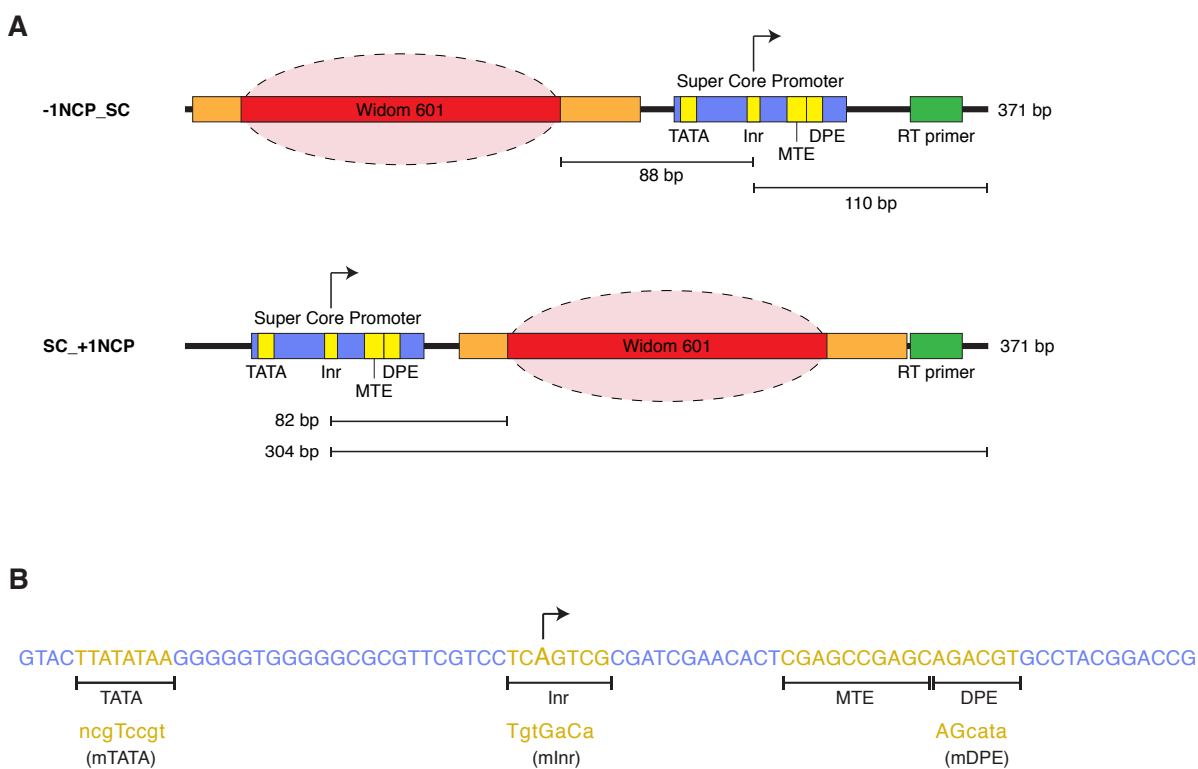 A
Super Core Promoter
-1NCP_SC
Widom 601
371 bp
TATA
Inr
DPE
RT primer
MTE
88 bp
110 bp
Super Core Promoter
SC_+1NCP
Widom 601
371 bp
TATA
Inr
DPE
RT primer
MTE
82 bp
304 bp
B
GTACTTATATAAGGGGGTGGGGGCGCGTTCGTCCTCAGTCGCGATCGAACACTCGAGCCGAGCAGACGTGCCTACGGACCG
TATA
Inr
MTE
DPE
ncgTccgt
TgtGaCa
AGcata
(mTATA)
(mInr)
(mDPE)